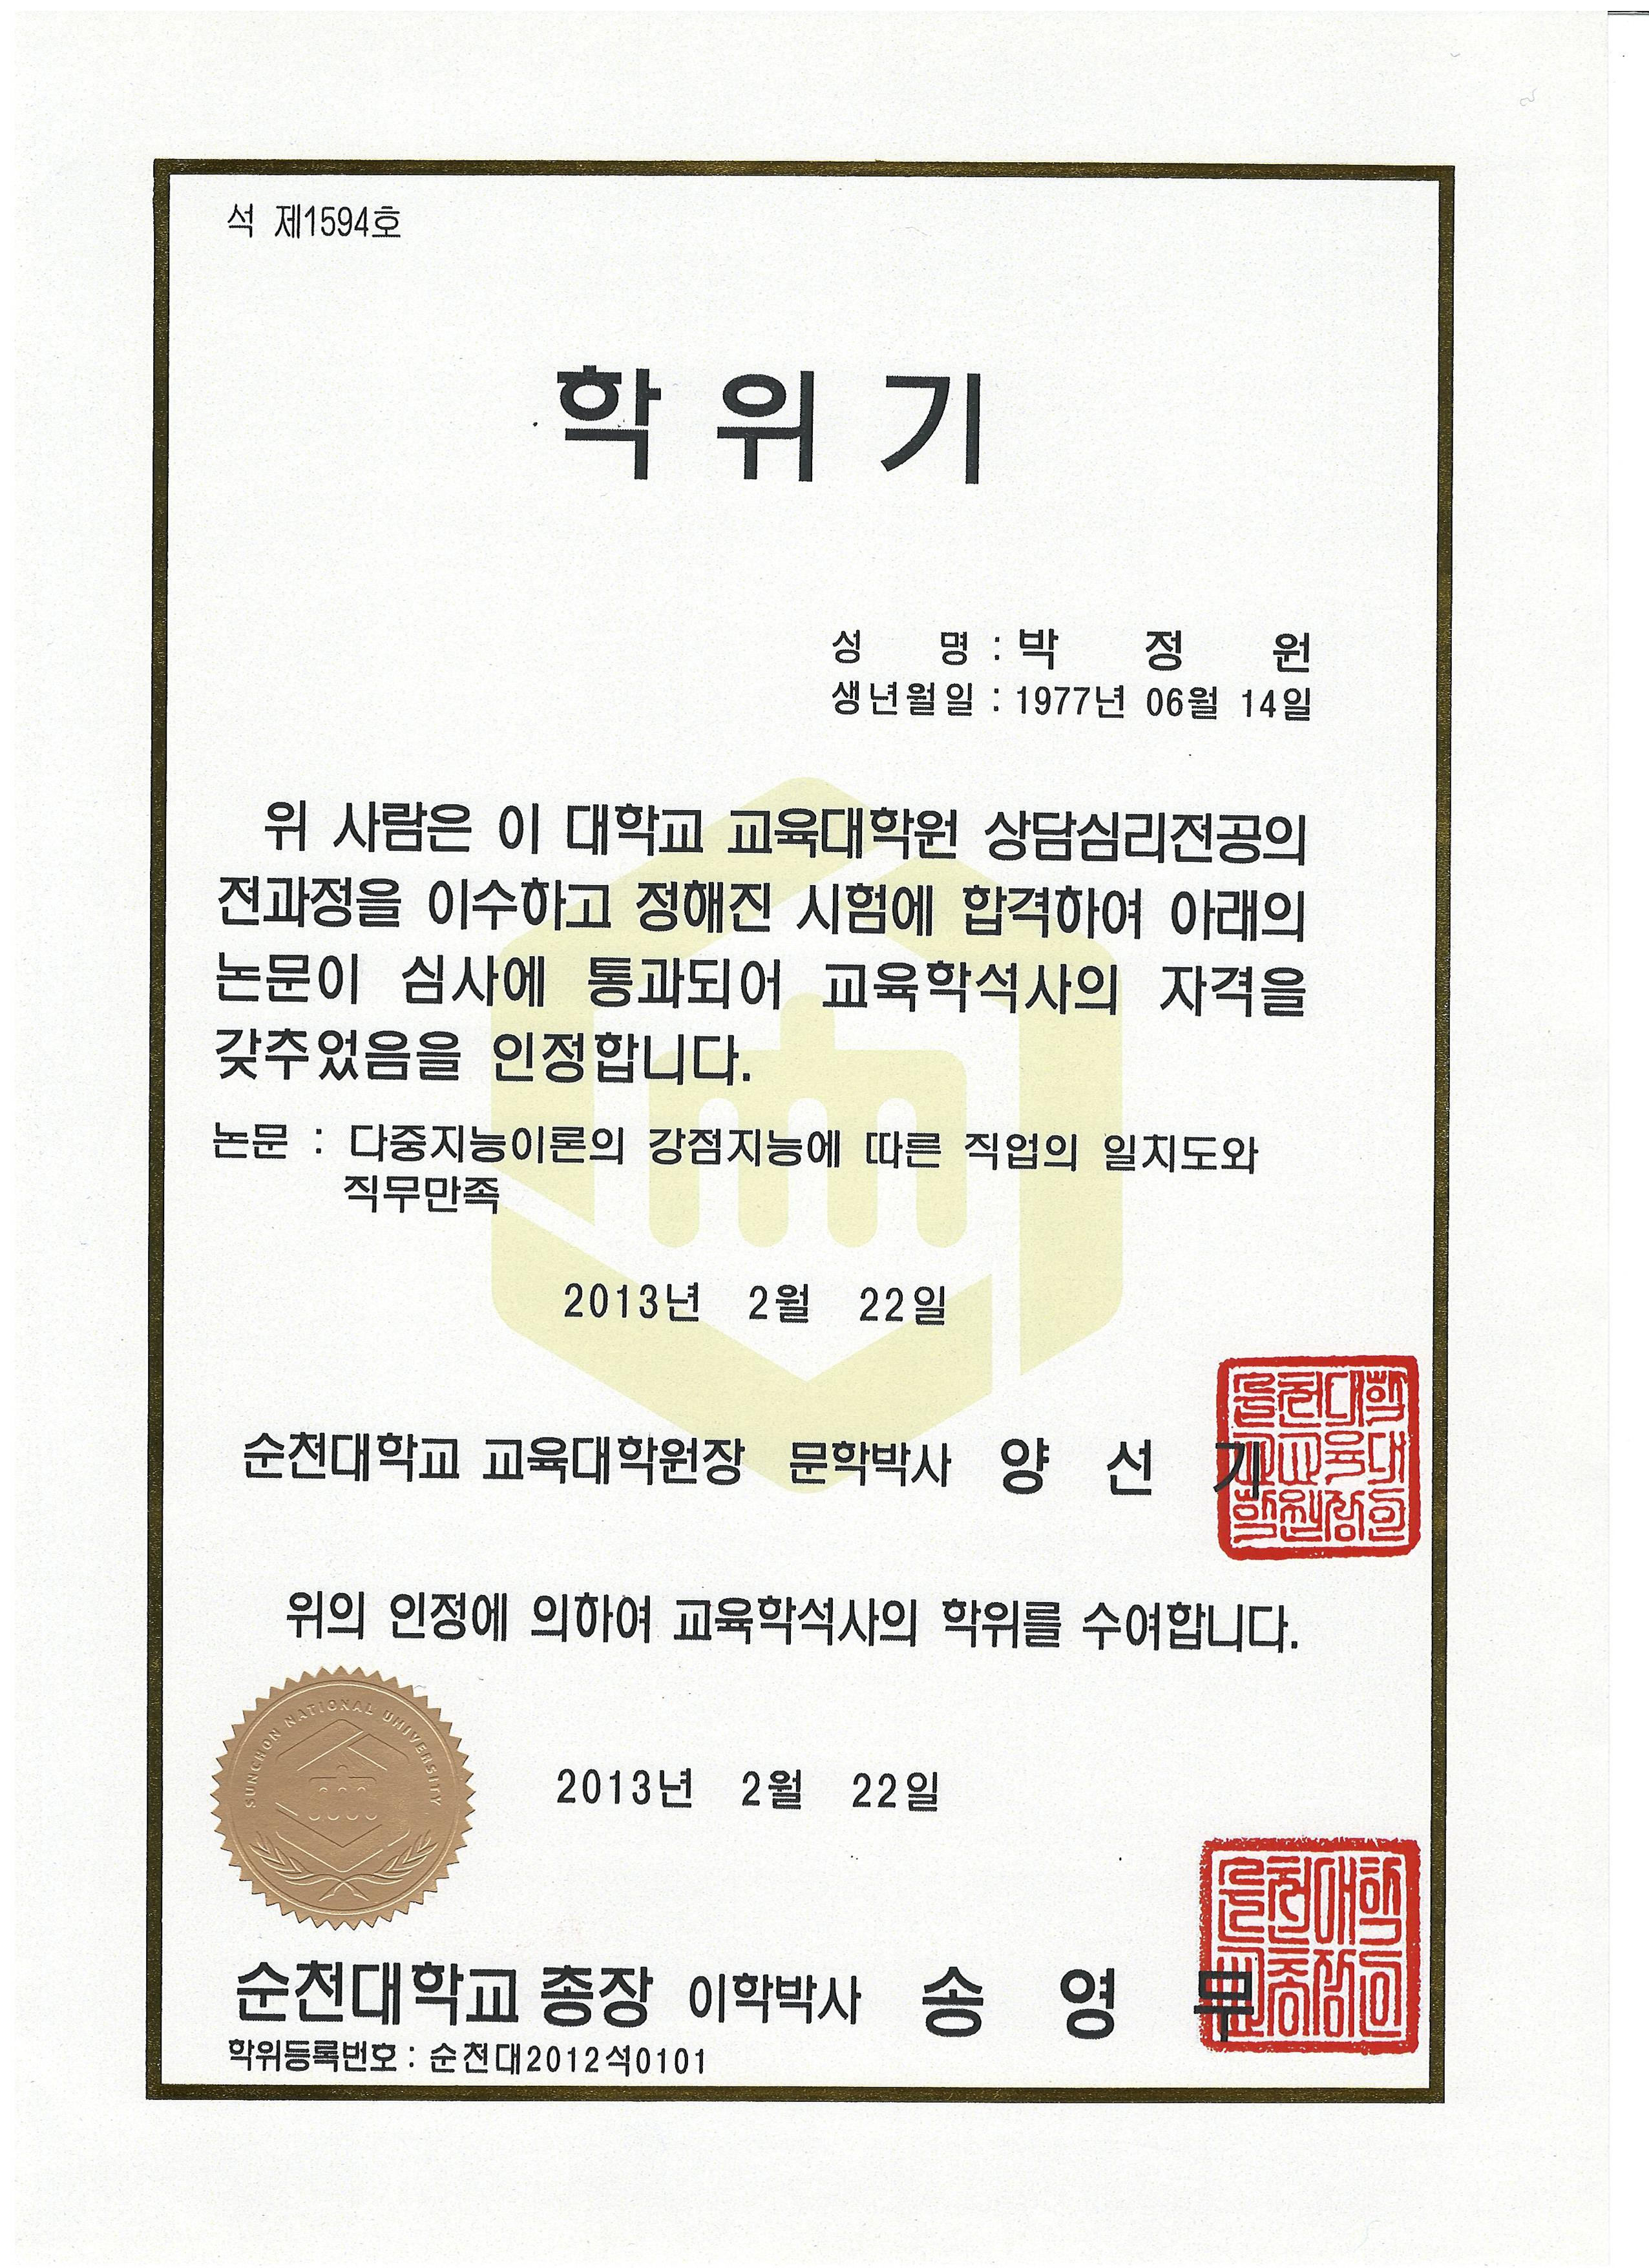 석 제1594호
학 위 기
성 명 : 박 정 원
생년월일 : 1977년 06월 14일
위 사람은 이 대학교 교육대학원 상담심리전공의
전과정을 이수하고 정해진 시험에 합격하여 아래의
논문이 심사에 통과되어 교육학석사의 자격을
갖추었음을 인정합니다.
논문 : 다중지능이론의 강점지능에 따른 직업의 일치도와
직무만족
2013년 2월 22일
순천대학교 교육대학원장 문학박사 양 선 기
순천대학교교육대학원장의
위의 인정에 의하여 교육학석사의 학위를 수여합니다.
SUNCHON NATIONAL UNIVERSITY
2013년 2월 22일
순천대학교 총장 이학박사 송 영 무
순천대학교총장인
학위등록번호 : 순천대2012석0101